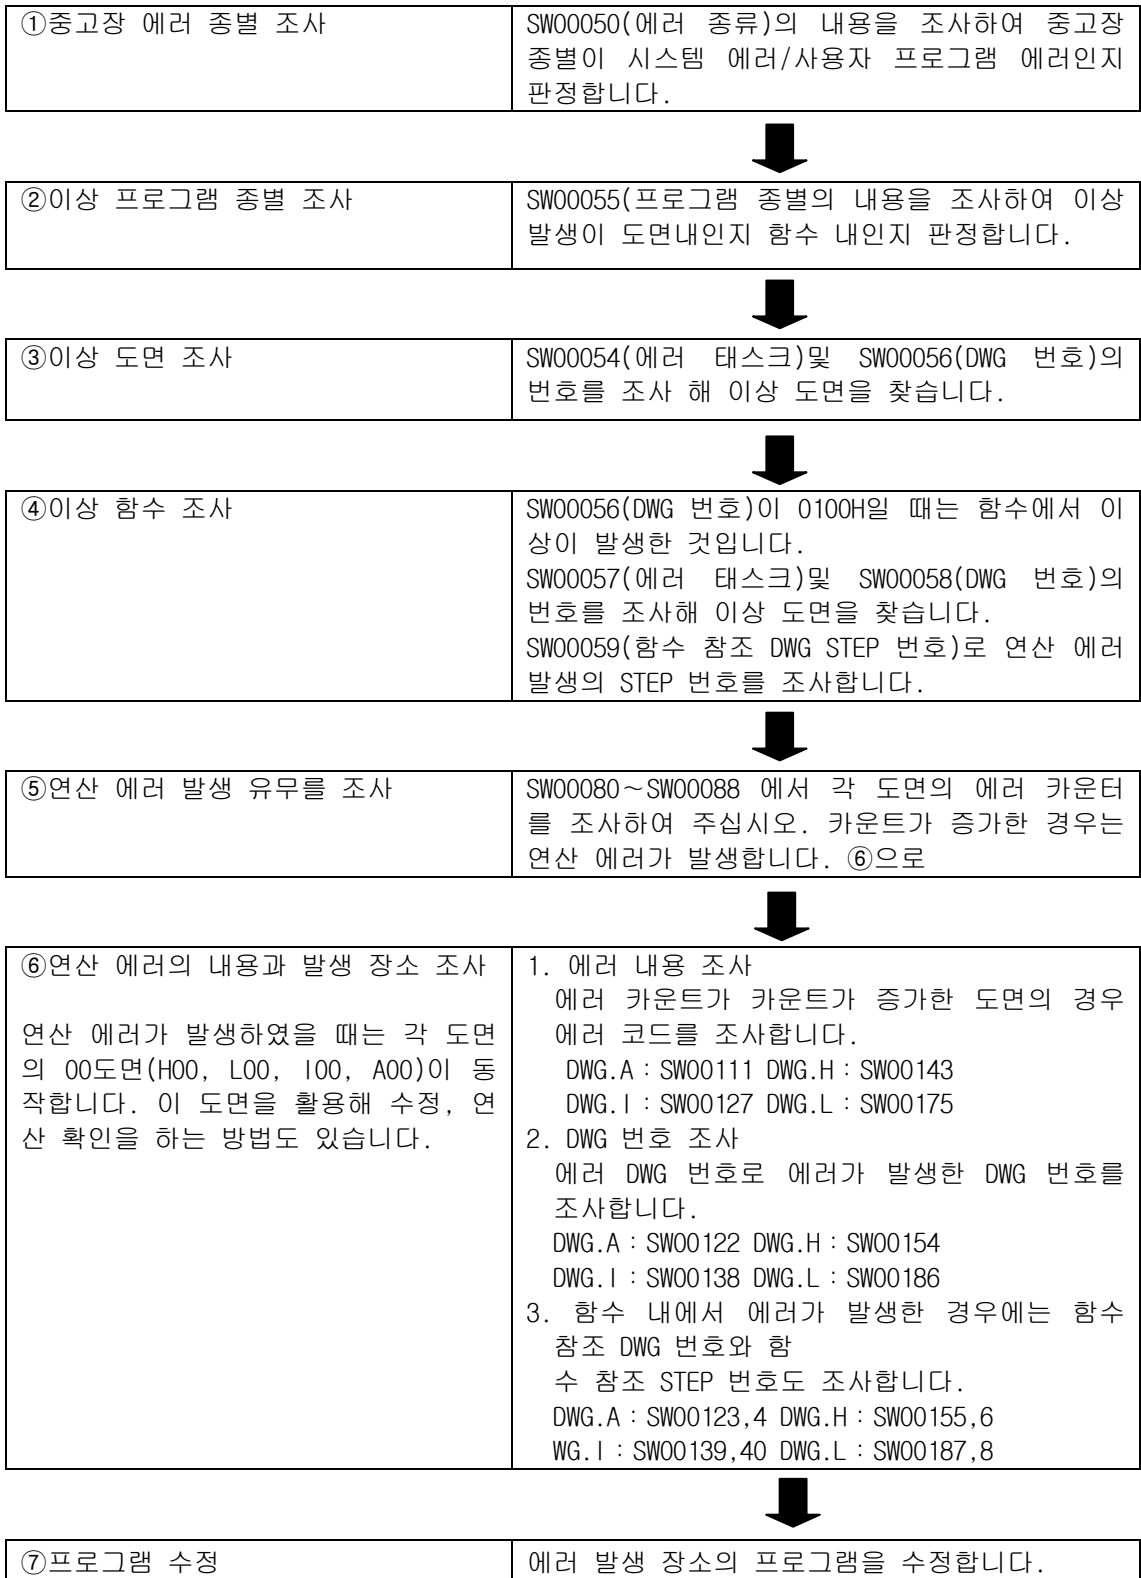 ①중고장 에러 종별 조사
SW00050(에러 종류)의 내용을 조사하여 중고장
종별이 시스템 에러/사용자 프로그램 에러인지
판정합니다.
②이상 프로그램 종별 조사
SW00055(프로그램 종별의 내용을 조사하여 이상
발생이 도면내인지 함수 내인지 판정합니다.
③이상 도면 조사
SW00054(에러 태스크)및 SW00056(DWG 번호)의
번호를 조사 해 이상 도면을 찾습니다.
④이상 함수 조사
SW00056(DWG 번호)이 0100H일 때는 함수에서 이
상이 발생한 것입니다.
SW00057(에러 태스크)및 SW00058(DWG 번호)의
번호를 조사해 이상 도면을 찾습니다.
SW00059(함수 참조 DWG STEP 번호)로 연산 에러
발생의 STEP 번호를 조사합니다.
⑤연산 에러 발생 유무를 조사
SW00080~SW00088 에서 각 도면의 에러 카운터
를 조사하여 주십시오. 카운트가 증가한 경우는
연산 에러가 발생합니다. ⑥으로
⑥연산 에러의 내용과 발생 장소 조사
연산 에러가 발생하였을 때는 각 도면
의 00도면(H00, L00, I00, A00)이 동
작합니다. 이 도면을 활용해 수정, 연
산 확인을 하는 방법도 있습니다.
1. 에러 내용 조사
에러 카운트가 카운트가 증가한 도면의 경우
에러 코드를 조사합니다.
DWG.A：SW00111 DWG.H：SW00143
DWG.I：SW00127 DWG.L：SW00175
2. DWG 번호 조사
에러 DWG 번호로 에러가 발생한 DWG 번호를
조사합니다.
DWG.A：SW00122 DWG.H：SW00154
DWG.I：SW00138 DWG.L：SW00186
3. 함수 내에서 에러가 발생한 경우에는 함수
참조 DWG 번호와 함
수 참조 STEP 번호도 조사합니다.
DWG.A：SW00123,4 DWG.H：SW00155,6
WG.I：SW00139,40 DWG.L：SW00187,8
⑦프로그램 수정
에러 발생 장소의 프로그램을 수정합니다.